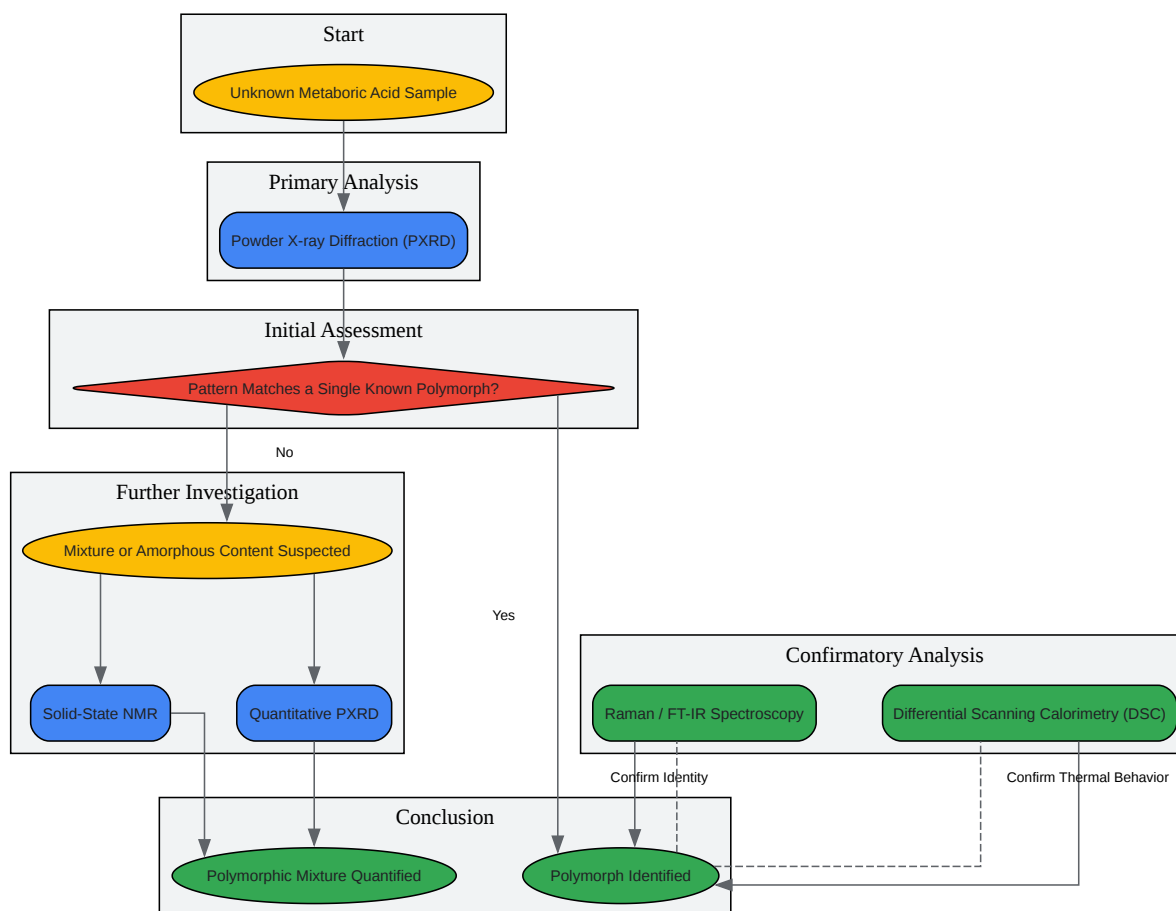 Start
Unknown Metaboric Acid Sample
Primary Analysis
Powder X-ray Diffraction (PXRD)
Initial Assessment
Pattern Matches a Single Known Polymorph?
No
Further Investigation
Mixture or Amorphous Content Suspected
Yes
Solid-State NMR
Quantitative PXRD
Confirmatory Analysis
Raman / FT-IR Spectroscopy
Differential Scanning Calorimetry (DSC)
Confirm Identity
Confirm Thermal Behavior
Conclusion
Polymorphic Mixture Quantified
Polymorph Identified